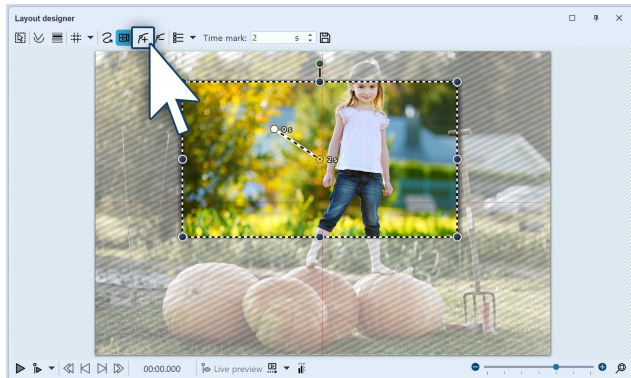 Layout designer
Time mark: 2 s
0 s
2 s
00:00.000 Live preview